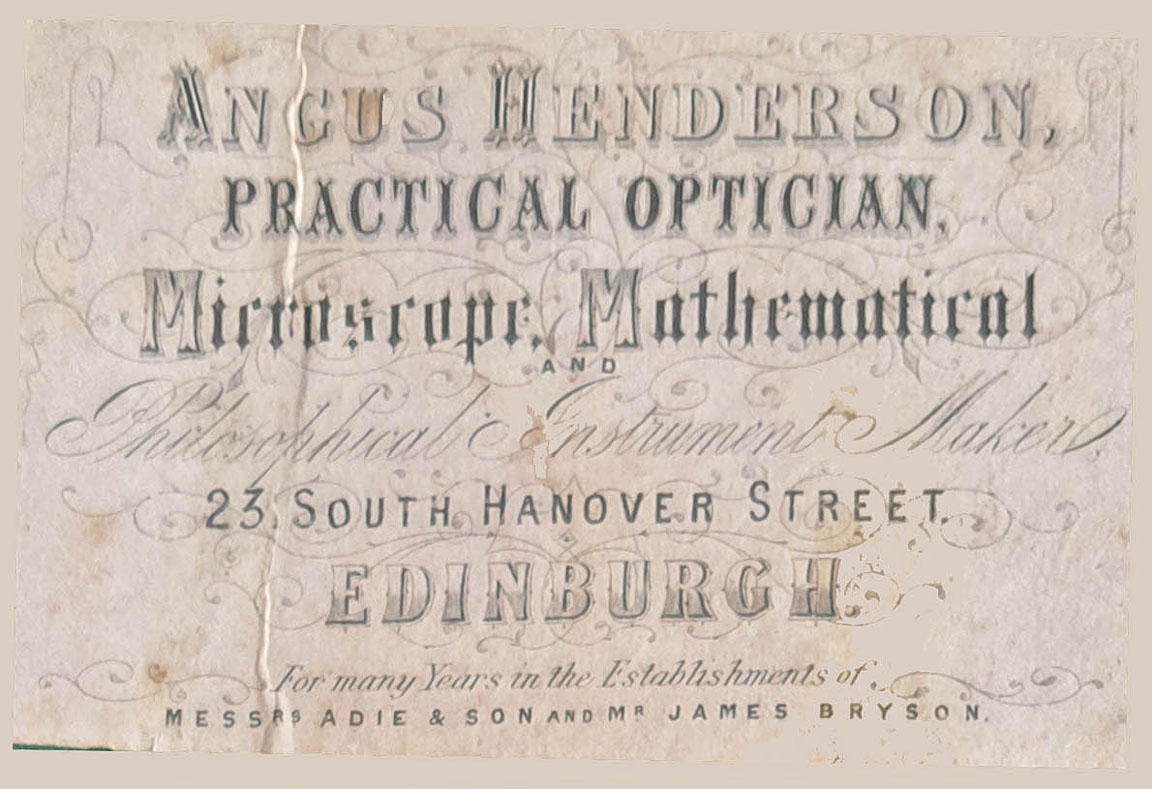 ANGUS HENDERSON,
PRACTICAL OPTICIAN,
Microscope, Mathematical
AND
Philosophical Instrument Maker,
23, SOUTH HANOVER STREET,
EDINBURGH.
For many Years in the Establishments of
MESSRS ADIE & SON AND MR JAMES BRYSON.